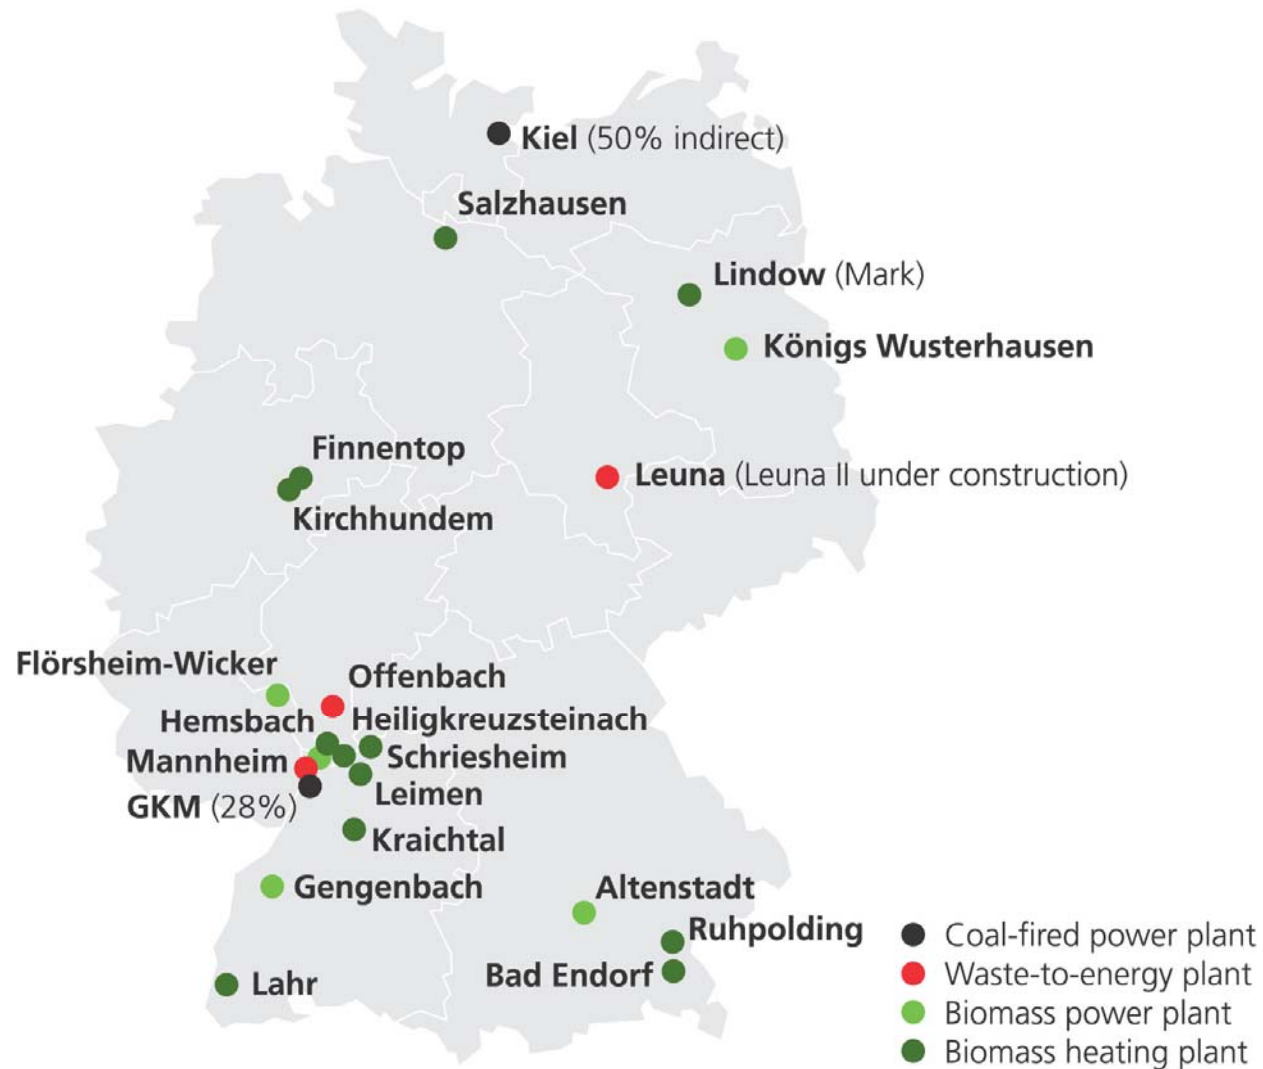 Kiel (50% indirect)
Salzhausen
Lindow (Mark)
Königs Wusterhausen
Finnentop
Leuna (Leuna II under construction)
Kirchhundem
Flörsheim-Wicker
Offenbach
Hemsbach
Heiligkreuzsteinach
Mannheim
Schriesheim
GKM (28%)
Leimen
Kraichtal
Gengenbach
Altenstadt
Ruhpolding
Bad Endorf
Lahr
Coal-fired power plant
Waste-to-energy plant
Biomass power plant
Biomass heating plant